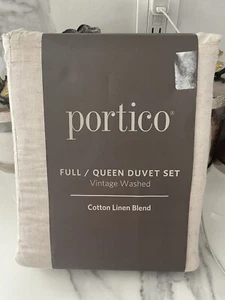 portico®
FULL / QUEEN DUVET SET
Vintage Washed
Cotton Linen Blend